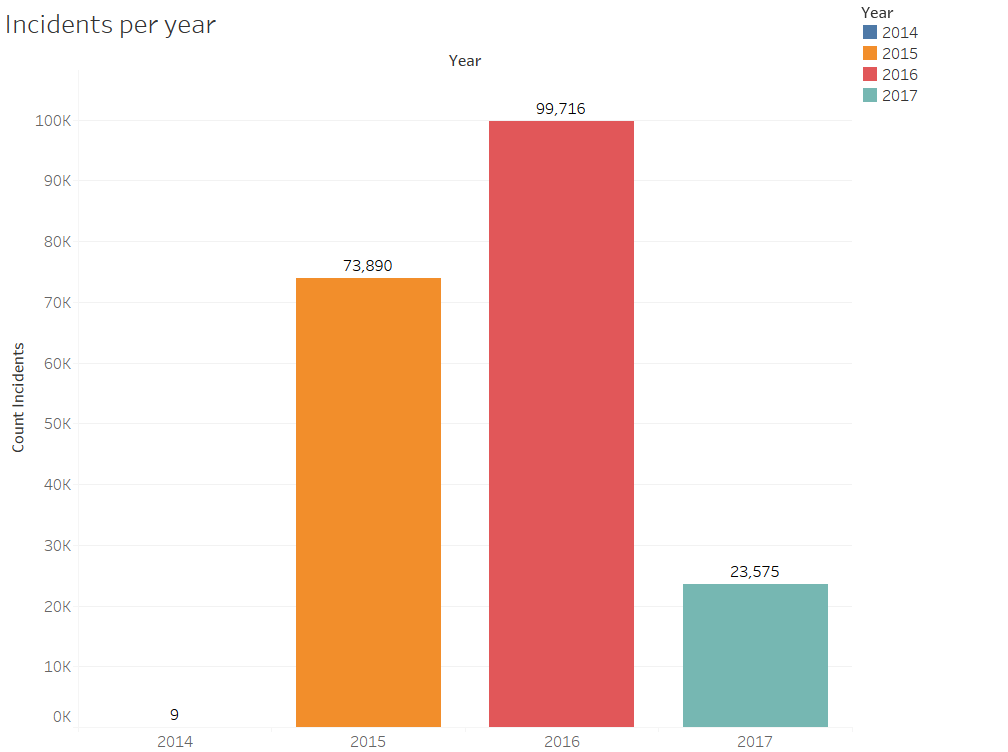 Incidents per year
Year
2014
2015
2016
2017
Year
Count Incidents
100K
90K
80K
70K
60K
50K
40K
30K
20K
10K
0K
9
73,890
99,716
23,575
2014
2015
2016
2017